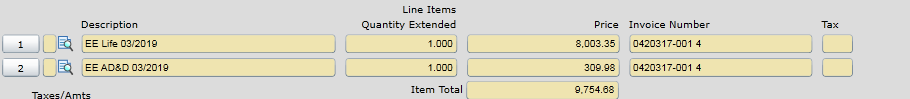 Line Items
Description Quantity Extended Price Invoice Number Tax
1 EE Life 03/2019 1.000 8,003.35 0420317-001 4
2 EE AD&D 03/2019 1.000 309.98 0420317-001 4
Item Total 9,754.68
Taxes/Amts